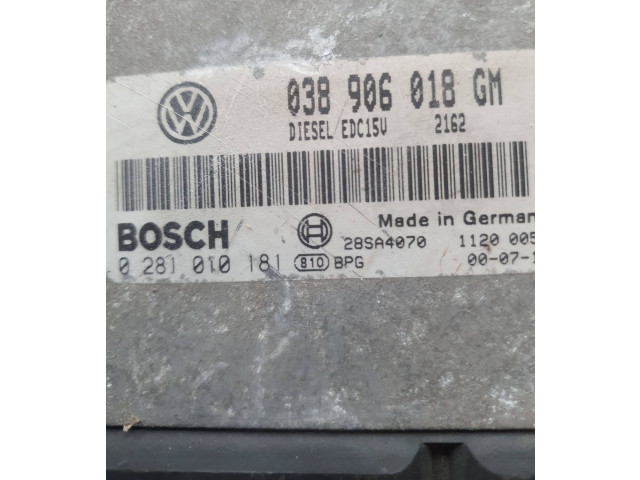 038 906 018 GM
DIESEL/EDC15V 2162
BOSCH
Made in German
28SA4070 1120 005
0 281 010 181 810 BPG 00-07-1